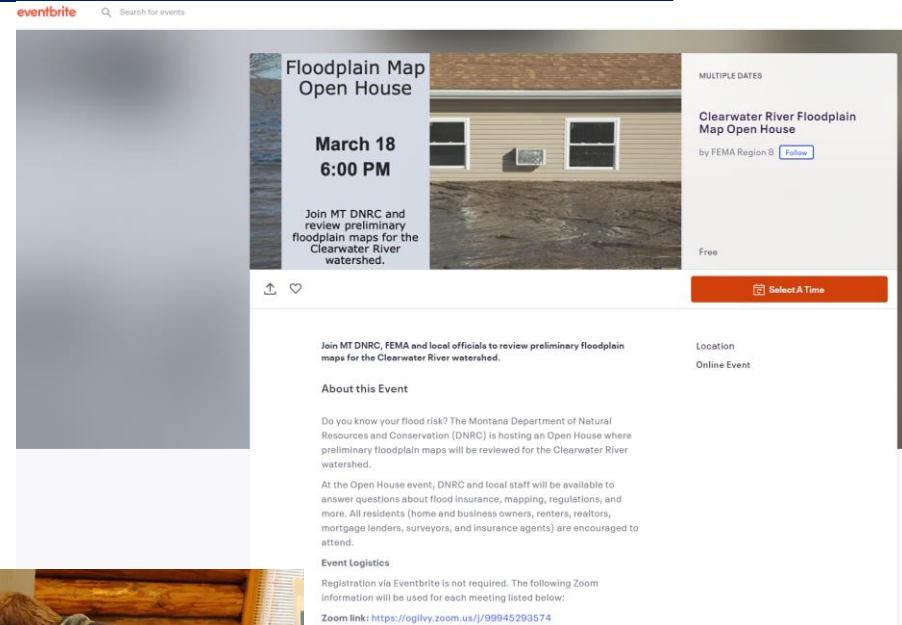 eventbrite
Search for events
Floodplain Map
Open House
March 18
6:00 PM
Join MT DNRC and
review preliminary
floodplain maps for the
Clearwater River
watershed.
MULTIPLE DATES
Clearwater River Floodplain
Map Open House
by FEMA Region 8 Follow
Free
Select A Time
Join MT DNRC, FEMA and local officials to review preliminary floodplain
maps for the Clearwater River watershed.
About this Event
Do you know your flood risk? The Montana Department of Natural
Resources and Conservation (DNRC) is hosting an Open House where
preliminary floodplain maps will be reviewed for the Clearwater River
watershed.
At the Open House event, DNRC and local staff will be available to
answer questions about flood insurance, mapping, regulations, and
more. All residents (home and business owners, renters, realtors,
mortgage lenders, surveyors, and insurance agents) are encouraged to
attend.
Event Logistics
Registration via Eventbrite is not required. The following Zoom
information will be used for each meeting listed below:
Zoom link: https://ogilvy.zoom.us/j/99945293574
Location
Online Event